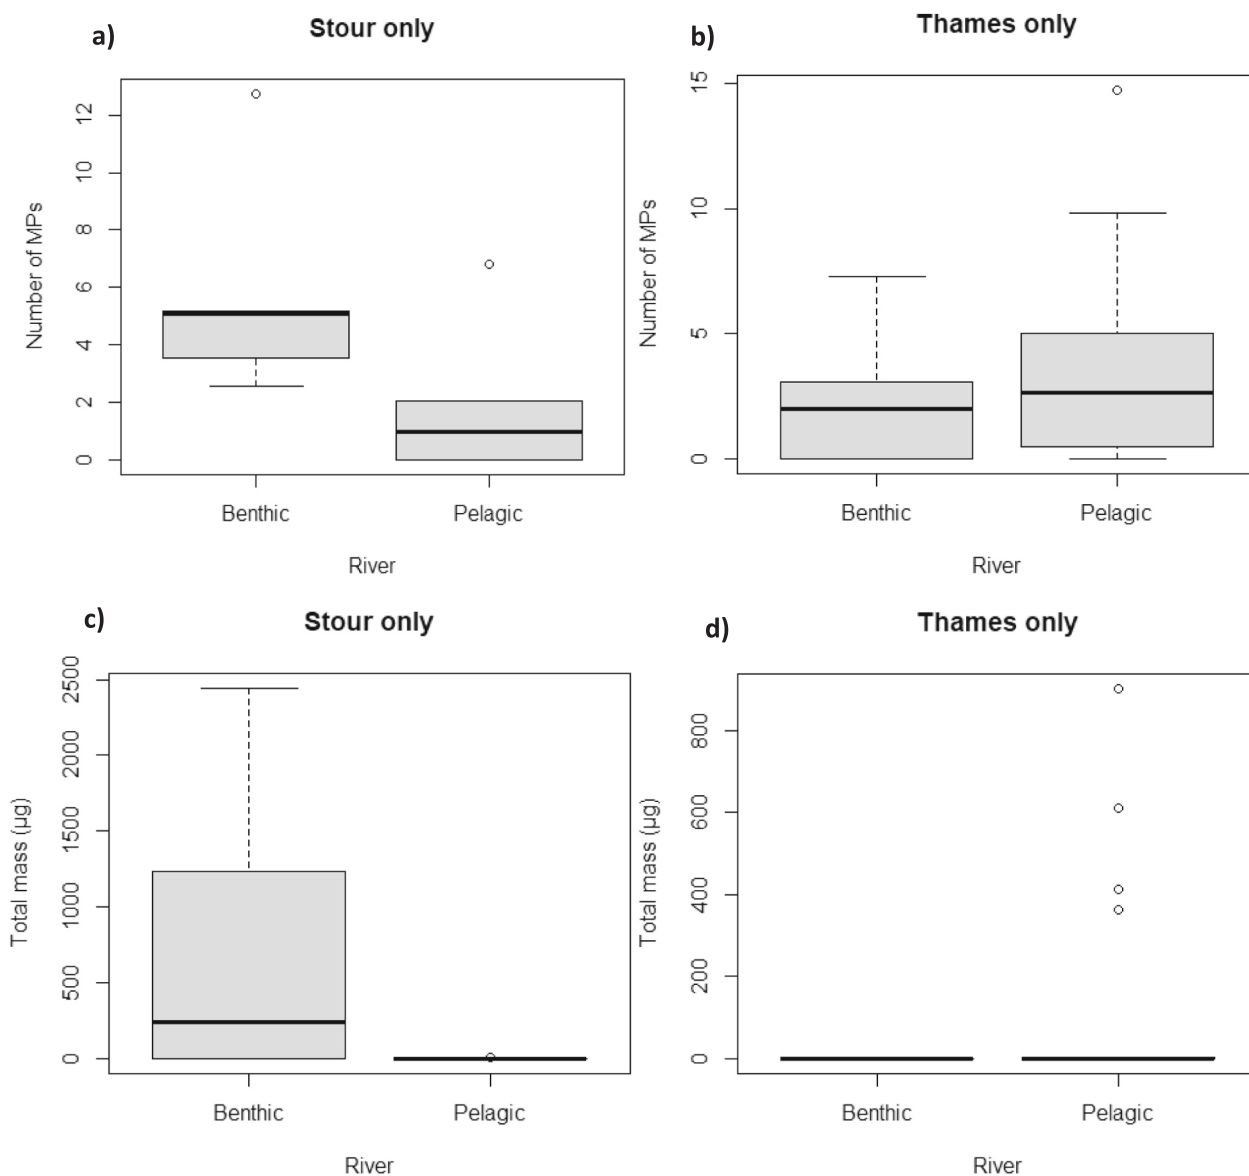 a)
Stour only
Number of MPs
12
10
8
6
4
2
0
Benthic
Pelagic
River
b)
Thames only
Number of MPs
15
10
5
0
Benthic
Pelagic
River
c)
Stour only
Total mass (µg)
2500
2000
1500
1000
500
0
Benthic
Pelagic
River
d)
Thames only
Total mass (µg)
800
600
400
200
0
Benthic
Pelagic
River